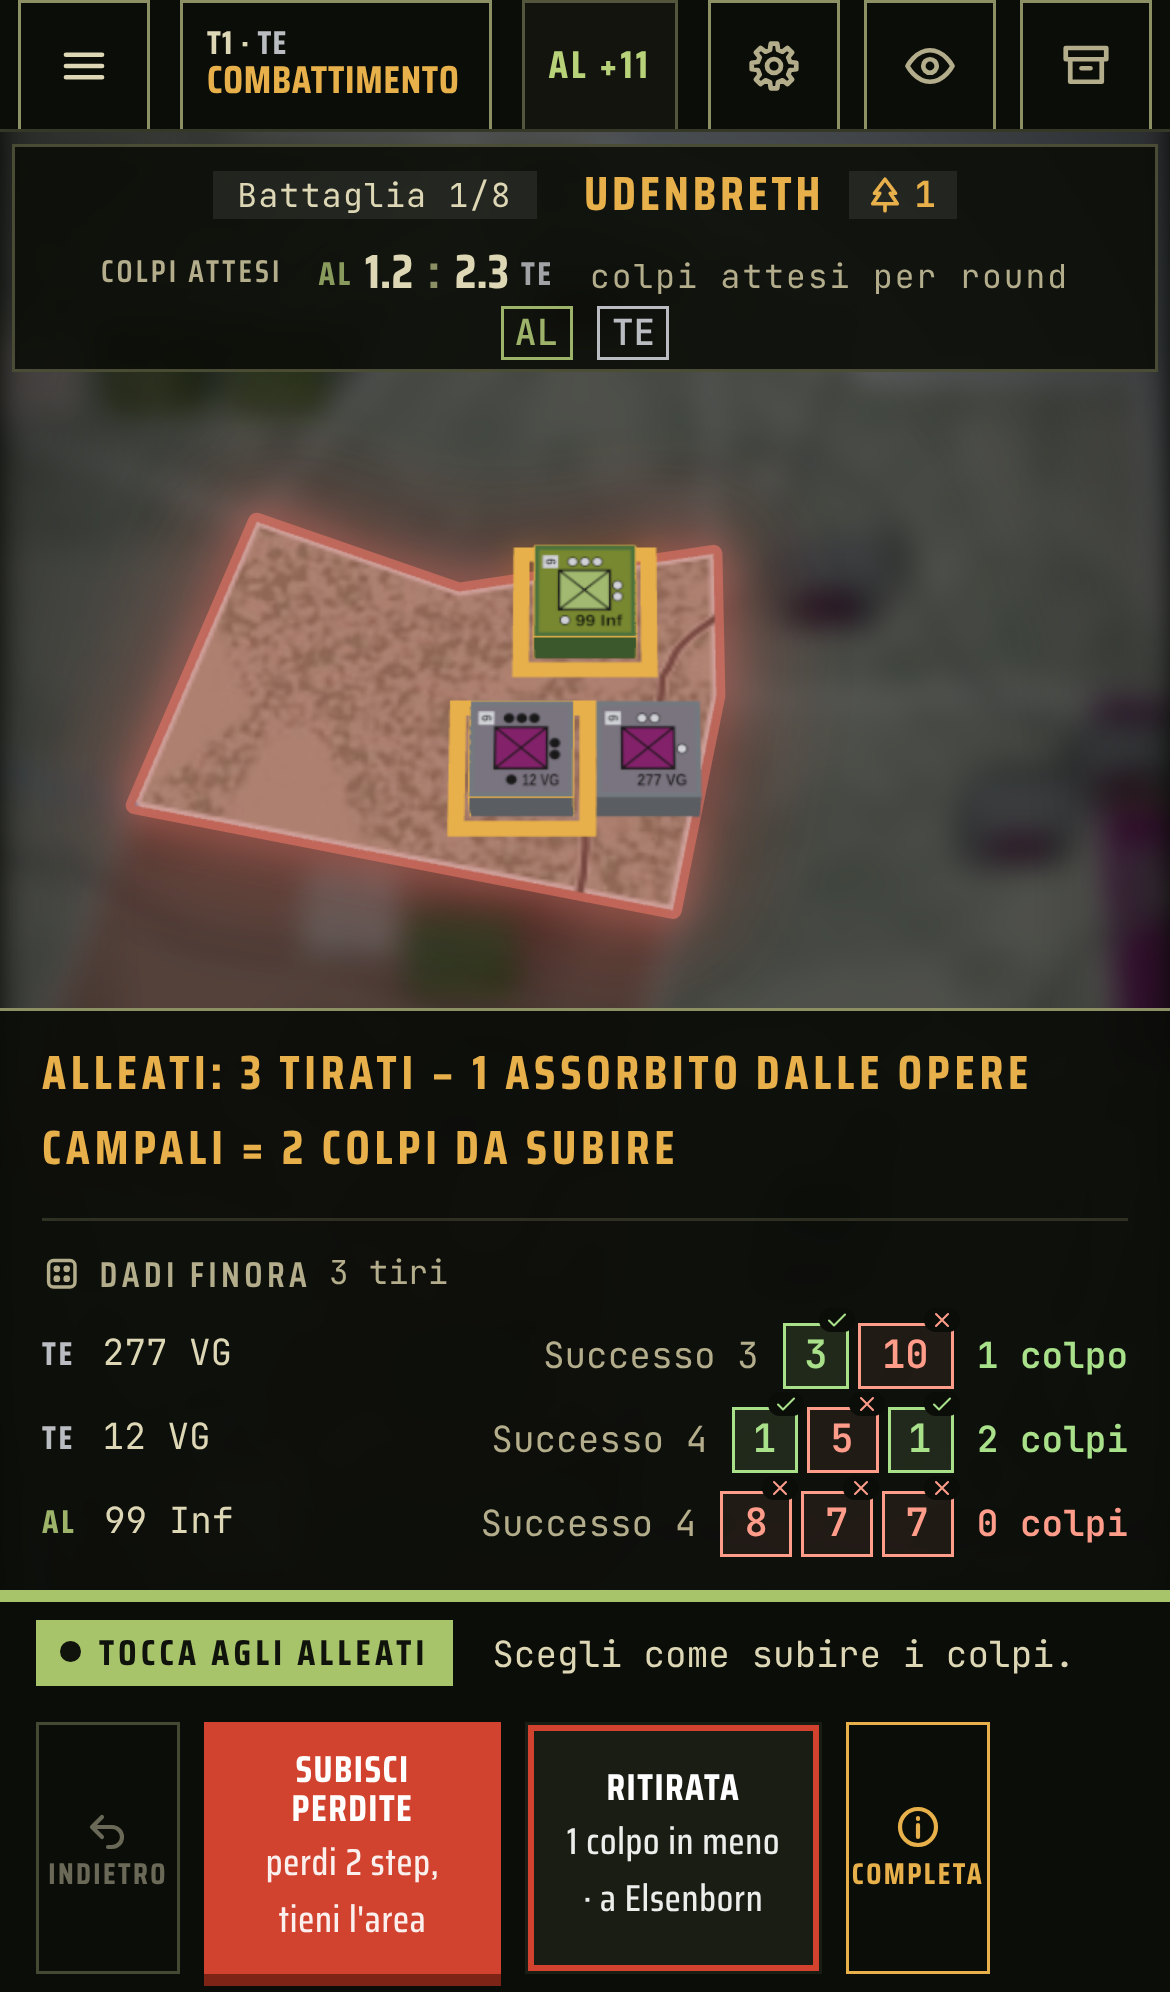 T1 · TE
COMBATTIMENTO
AL +11
Battaglia 1/8 UDENBRETH 1
COLPI ATTESI AL 1.2 : 2.3 TE colpi attesi per round
AL TE
99 Inf
12 VG 277 VG
ALLEATI: 3 TIRATI – 1 ASSORBITO DALLE OPERE
CAMPALI = 2 COLPI DA SUBIRE
DADI FINORA 3 tiri
TE 277 VG Successo 3 3 10 1 colpo
TE 12 VG Successo 4 1 5 1 2 colpi
AL 99 Inf Successo 4 8 7 7 0 colpi
TOCCA AGLI ALLEATI Scegli come subire i colpi.
INDIETRO
SUBISCI
PERDITE
perdi 2 step,
tieni l'area
RITIRATA
1 colpo in meno
· a Elsenborn
COMPLETA